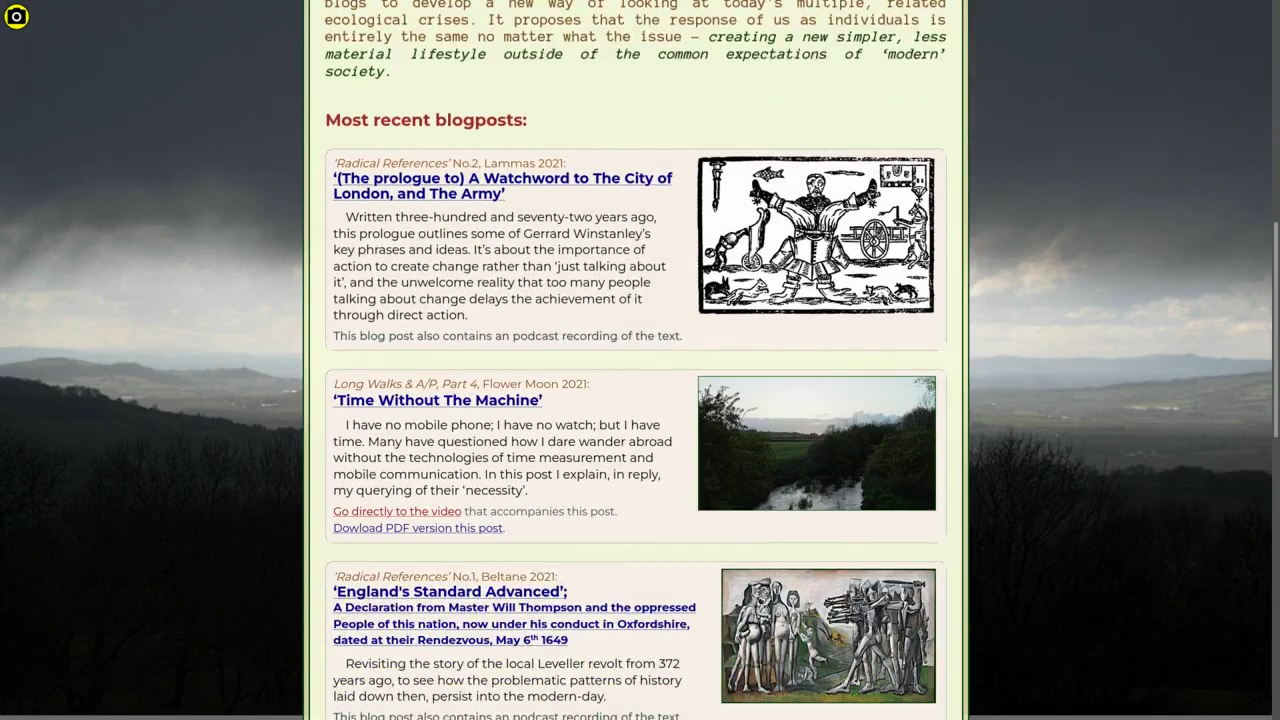 blogs to develop a new way of looking at today's multiple, related
ecological crises. It proposes that the response of us as individuals is
entirely the same no matter what the issue – creating a new simpler, less
material lifestyle outside of the common expectations of ‘modern’
society.
Most recent blogposts:
‘Radical References’ No.2, Lammas 2021:
‘(The prologue to) A Watchword to The City of
London, and The Army’
Written three-hundred and seventy-two years ago,
this prologue outlines some of Gerrard Winstanley’s
key phrases and ideas. It’s about the importance of
action to create change rather than ‘just talking about
it’, and the unwelcome reality that too many people
talking about change delays the achievement of it
through direct action.
This blog post also contains an podcast recording of the text.
Long Walks & A/P, Part 4, Flower Moon 2021:
‘Time Without The Machine’
I have no mobile phone; I have no watch; but I have
time. Many have questioned how I dare wander abroad
without the technologies of time measurement and
mobile communication. In this post I explain, in reply,
my querying of their ‘necessity’.
Go directly to the video that accompanies this post.
Dowload PDF version this post.
‘Radical References’ No.1, Beltane 2021:
‘England's Standard Advanced’;
A Declaration from Master Will Thompson and the oppressed
People of this nation, now under his conduct in Oxfordshire,
dated at their Rendezvous, May 6th 1649
Revisiting the story of the local Leveller revolt from 372
years ago, to see how the problematic patterns of history
laid down then, persist into the modern-day.
This blog post also contains an podcast recording of the text.